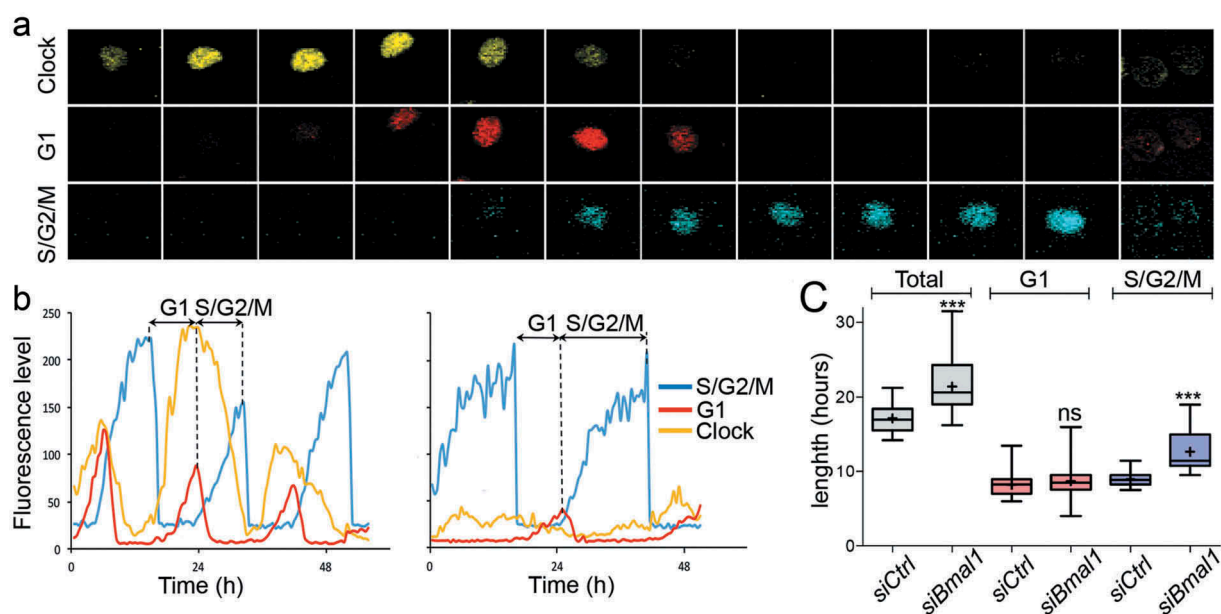 a
Clock
G1
S/G2/M
b
G1 S/G2/M
Fluorescence level
250
200
150
100
50
0
0 24 48
Time (h)
G1 S/G2/M
S/G2/M
G1
Clock
0 24 48
Time (h)
C
Total G1 S/G2/M
lenghth (hours)
30
20
10
0
*** ns ***
siCtrl siBmal1 siCtrl siBmal1 siCtrl siBmal1